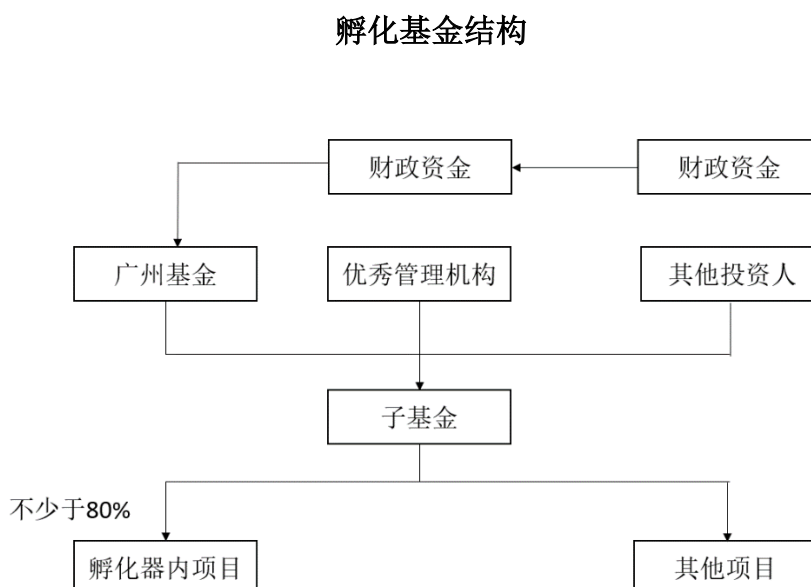 孵化基金结构
财政资金
财政资金
广州基金
优秀管理机构
其他投资人
子基金
不少于80%
孵化器内项目
其他项目